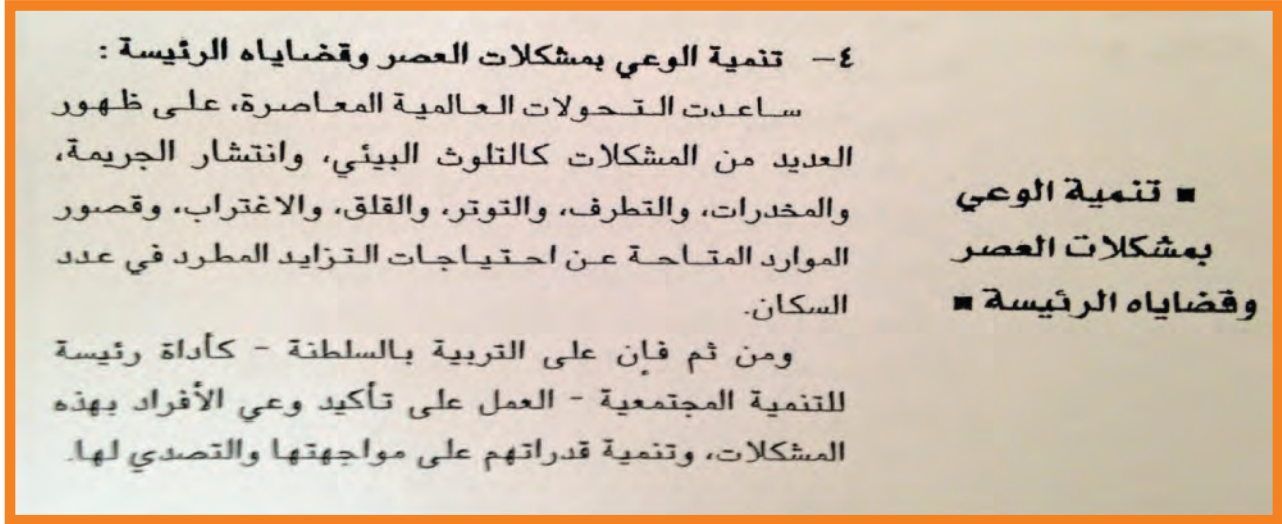 ٤- تنمية الوعي بمشكلات العصر وقضاياه الرئيسة :
ساعدت التحولات العالمية المعاصرة، على ظهور
العديد من المشكلات كالتلوث البيئي، وانتشار الجريمة،
والمخدرات، والتطرف، والتوتر، والقلق، والاغتراب، وقصور
الموارد المتاحة عن احتياجات التزايد المطرد في عدد
السكان.
ومن ثم فإن على التربية بالسلطنة - كأداة رئيسة
للتنمية المجتمعية - العمل على تأكيد وعي الأفراد بهذه
المشكلات، وتنمية قدراتهم على مواجهتها والتصدي لها.
■ تنمية الوعي
بمشكلات العصر
وقضاياه الرئيسة ■